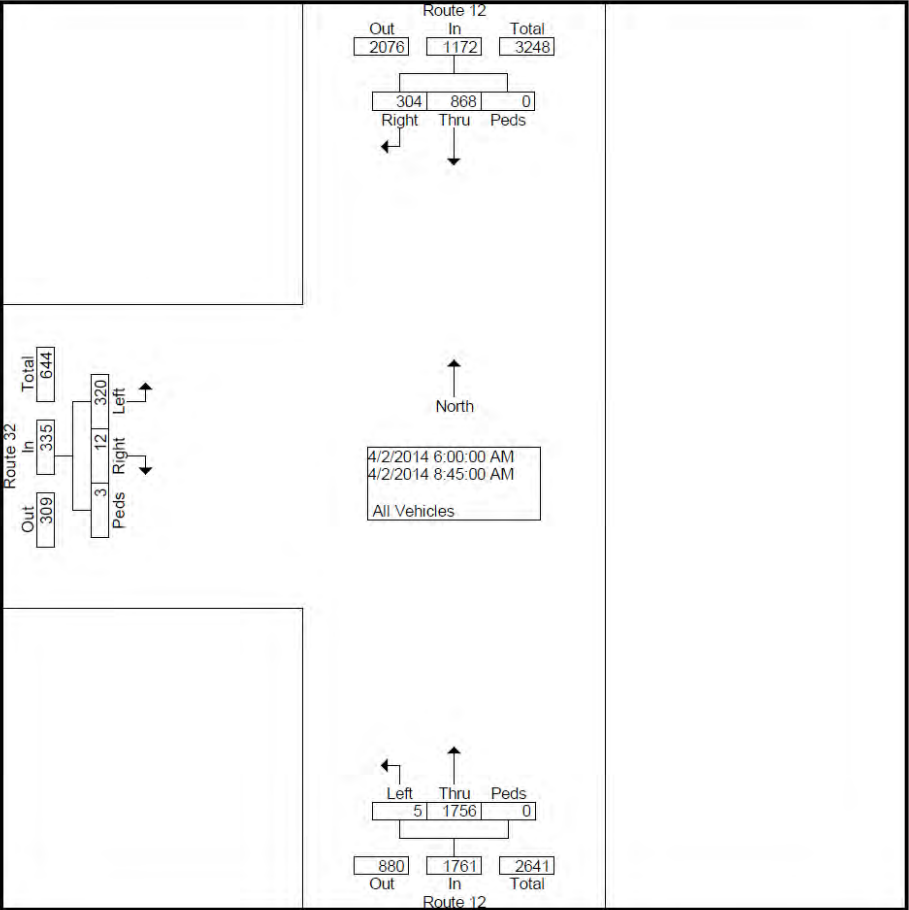 Route 12
Out In Total
2076 1172 3248
304 868 0
Right Thru Peds
Route 32
Total In Out
644 335 309
320 12 3
Left Right Peds
North
4/2/2014 6:00:00 AM
4/2/2014 8:45:00 AM
All Vehicles
Left Thru Peds
5 1756 0
880 1761 2641
Out In Total
Route 12